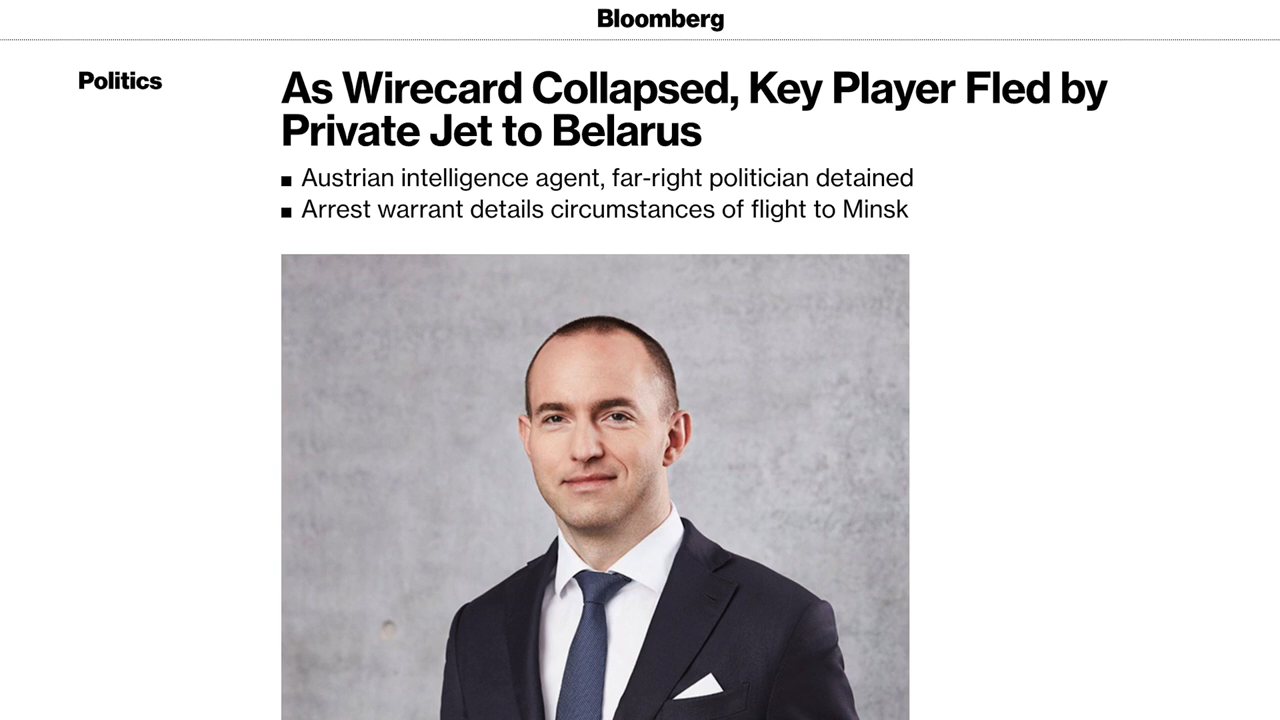 Bloomberg
Politics
As Wirecard Collapsed, Key Player Fled by
Private Jet to Belarus
Austrian intelligence agent, far-right politician detained
Arrest warrant details circumstances of flight to Minsk